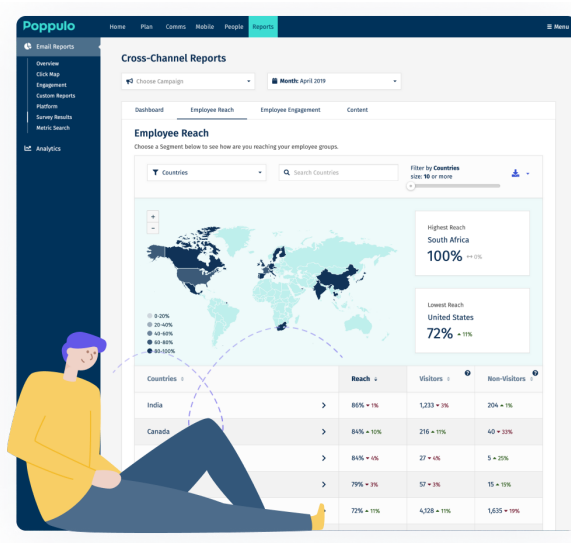 Poppulo
Home Plan Comms Mobile People Reports ≡ Menu
Email Reports
Overview
Click Map
Engagement
Custom Reports
Platform
Survey Results
Metric Search
Analytics
Cross-Channel Reports
Choose Campaign
Month: April 2019
Dashboard Employee Reach Employee Engagement Content
Employee Reach
Choose a Segment below to see how are you reaching your employee groups.
Countries
Search Countries
Filter by Countries
size: 10 or more
+
-
0-20%
20-40%
40-60%
60-80%
80-100%
Highest Reach
South Africa
100% ↔ 0%
Lowest Reach
United States
72% ▲ 11%
Countries Reach Visitors ? Non-Visitors ?
India > 86% ▼ 1% 1,233 ▼ 3% 204 ▲ 1%
Canada > 84% ▲ 10% 216 ▲ 11% 40 ▼ 33%
> 84% ▼ 4% 27 ▼ 4% 5 ▲ 25%
> 79% ▼ 3% 57 ▼ 3% 15 ▲ 15%
72% ▲ 11% 4,128 ▲ 11% 1,635 ▼ 19%